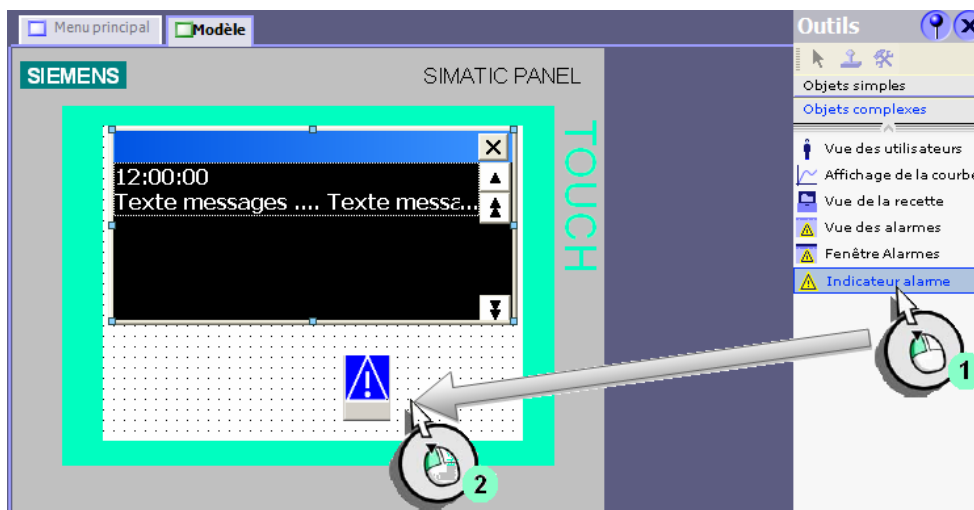 Menu principal
Modèle
Outils
SIEMENS
SIMATIC PANEL
TOUCH
12:00:00
Texte messages .... Texte messa...
Objets simples
Objets complexes
Vue des utilisateurs
Affichage de la courbe
Vue de la recette
Vue des alarmes
Fenêtre Alarmes
Indicateur alarme
1
2